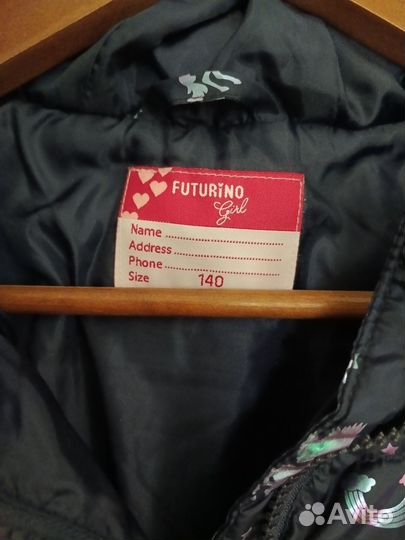 FUTURINO
Girl
Name
Address
Phone
Size 140
Avito